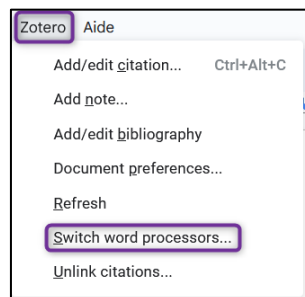 Zotero Aide
Add/edit citation... Ctrl+Alt+C
Add note...
Add/edit bibliography
Document preferences...
Refresh
Switch word processors...
Unlink citations...